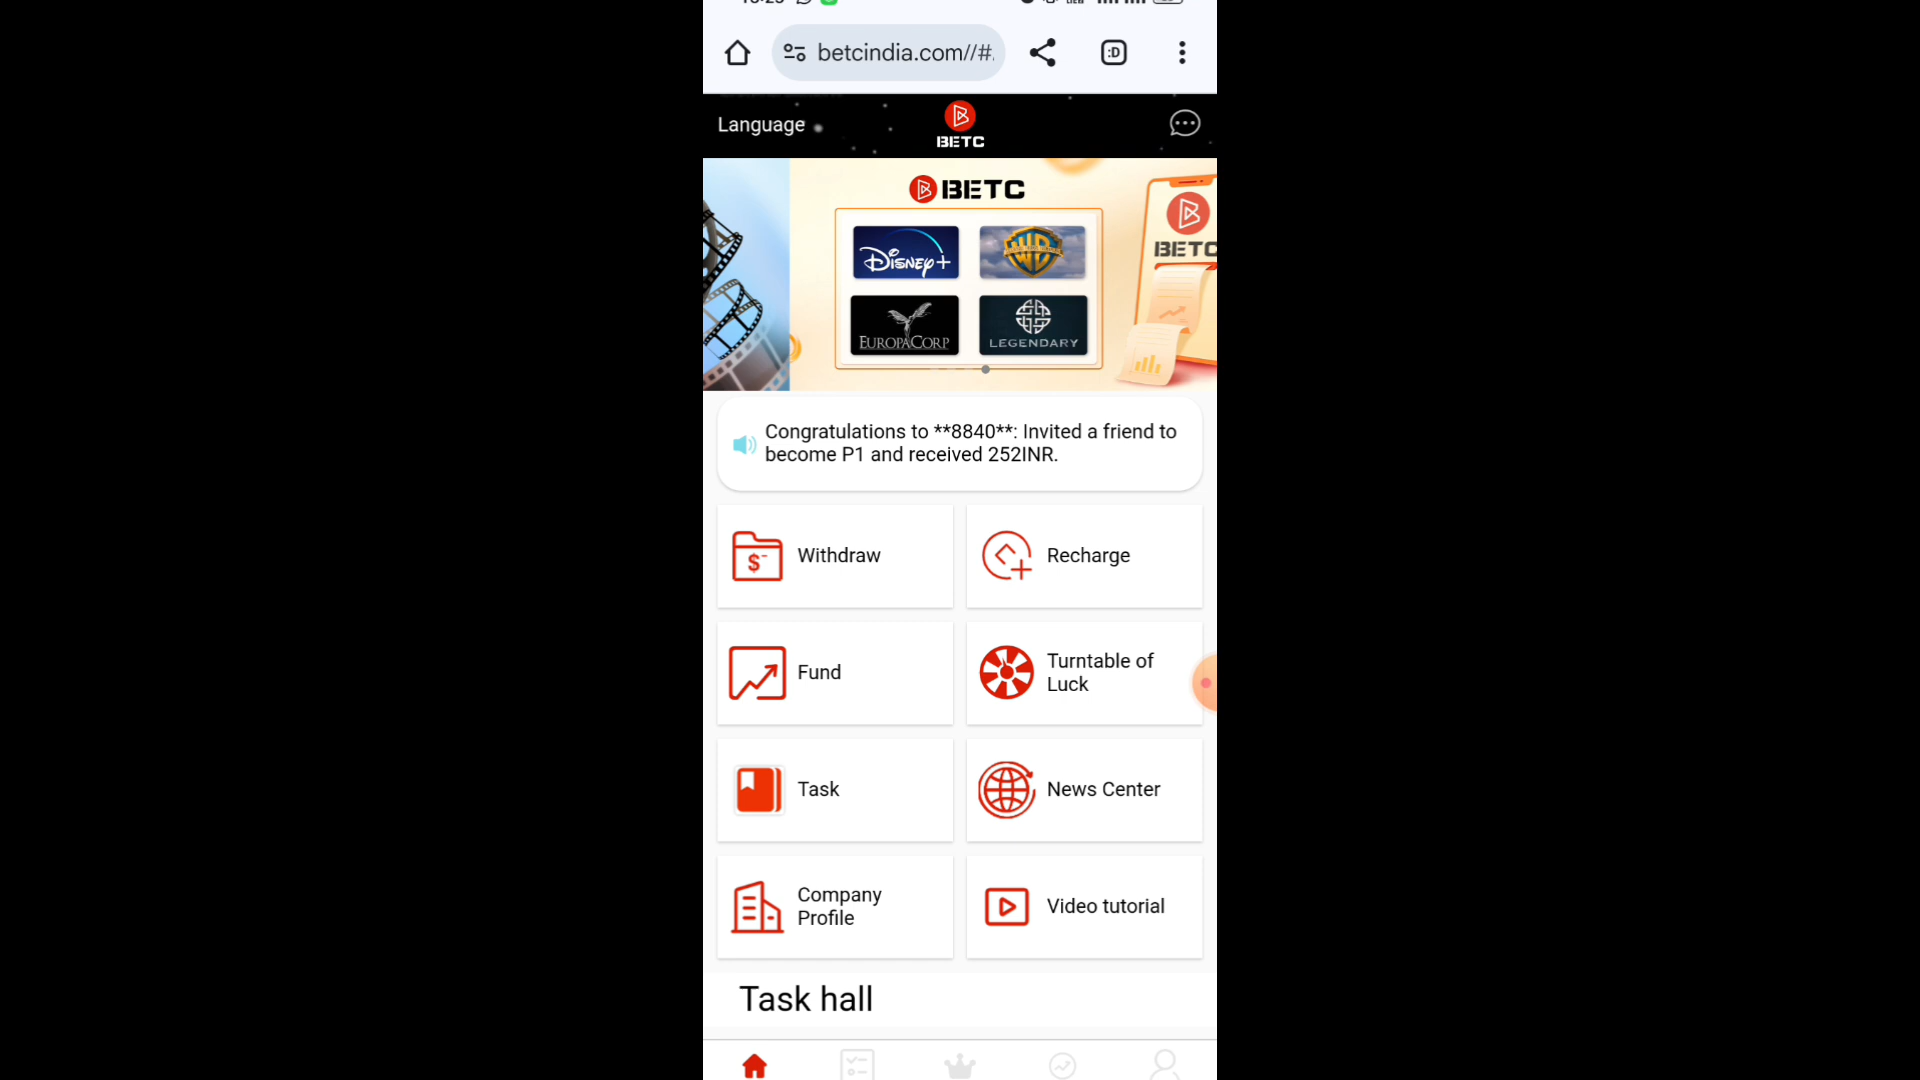 betcindia.com//#.
:D
Language
BETC
BETC
Disney+
WB
EUROPACORP
LEGENDARY
BETC
Congratulations to **8840**: Invited a friend to
become P1 and received 252INR.
Withdraw
Recharge
Fund
Turntable of
Luck
Task
News Center
Company
Profile
Video tutorial
Task hall